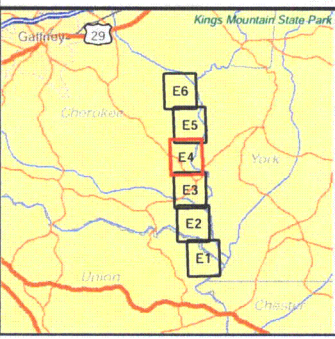 Kings Mountain State Park
Gaffney
29
E6
Cherokee
E5
E4
York
E3
E2
E1
Union
Chester